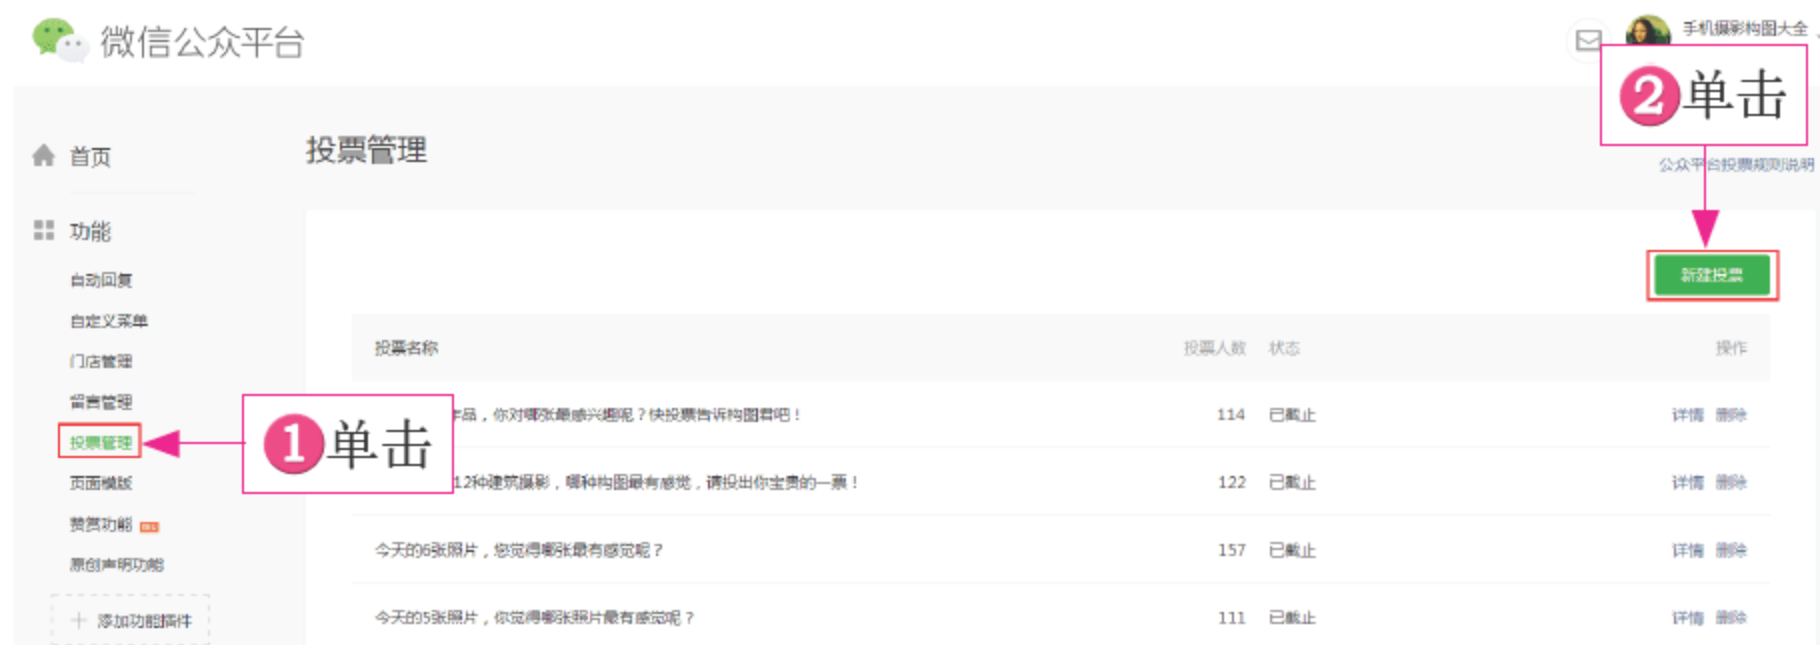 微信公众平台
手机摄影构图大全
❷单击
首页
投票管理
公众平台投票规则说明
功能
新建投票
自动回复
自定义菜单
投票名称 投票人数 状态 操作
门店管理
留言管理
作品，你对哪张最感兴趣呢？快投票告诉构图君吧！ 114 已截止 详情 删除
投票管理
❶单击
12种建筑摄影，哪种构图最有感觉，请投出你宝贵的一票！ 122 已截止 详情 删除
页面模版
赞赏功能
今天的6张照片，您觉得哪张最有感觉呢？ 157 已截止 详情 删除
原创声明功能
今天的5张照片，你觉得哪张照片最有感觉呢？ 111 已截止 详情 删除
添加功能插件